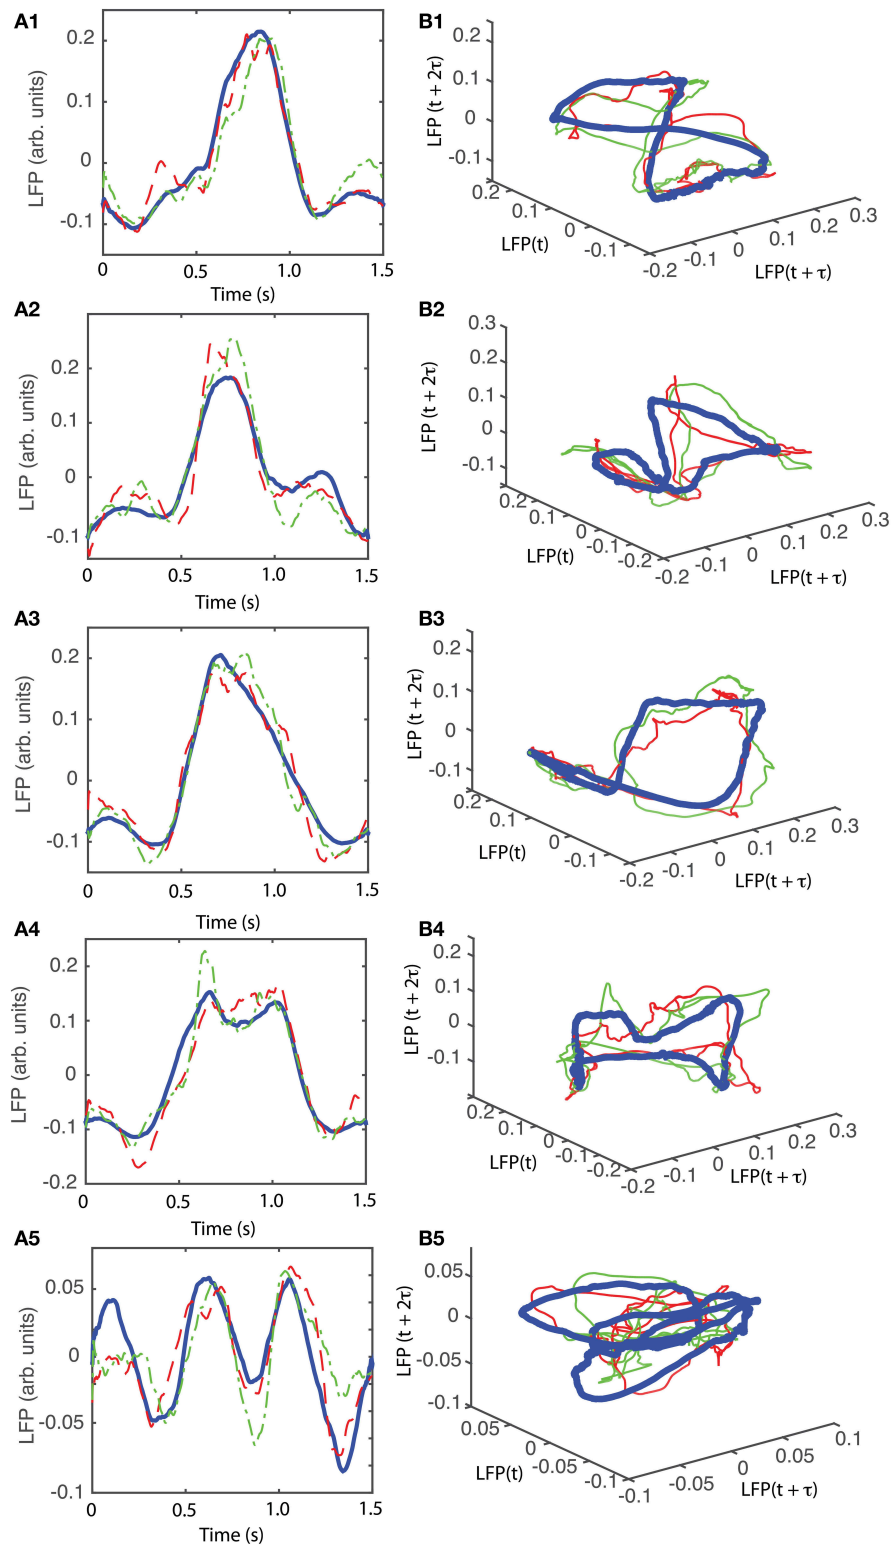 A1
LFP (arb. units)
0.2
0.1
0
-0.1
0 0.5 1.0 1.5
Time (s)
B1
LFP (t + 2τ)
0.2
0.1
0
-0.1
0.2
0.1
0
-0.1
-0.2
LFP(t)
-0.1
0
0.1
0.2
0.3
LFP(t + τ)
A2
LFP (arb. units)
0.2
0.1
0
-0.1
0 0.5 1.0 1.5
Time (s)
B2
LFP (t + 2τ)
0.3
0.2
0.1
0
-0.1
0.2
0.1
0
-0.1
-0.2
LFP(t)
-0.1
0
0.1
0.2
0.3
LFP(t + τ)
A3
LFP (arb. units)
0.2
0.1
0
-0.1
0 0.5 1.0 1.5
Time (s)
B3
LFP (t + 2τ)
0.2
0.1
0
-0.1
0.2
0.1
0
-0.1
-0.2
LFP(t)
-0.1
0
0.1
0.2
0.3
LFP(t + τ)
A4
LFP (arb. units)
0.2
0.1
0
-0.1
-0.2
0 0.5 1.0 1.5
Time (s)
B4
LFP (t + 2τ)
0.2
0.1
0
-0.1
0.2
0.1
0
-0.1
-0.2
LFP(t)
-0.2
-0.1
0
0.1
0.2
0.3
LFP(t + τ)
A5
LFP (arb. units)
0.05
0
-0.05
-0.1
0 0.5 1.0 1.5
Time (s)
B5
LFP (t + 2τ)
0.05
0
-0.05
-0.1
0.05
0
-0.05
-0.1
LFP(t)
-0.1
-0.05
0
0.05
0.1
LFP(t + τ)